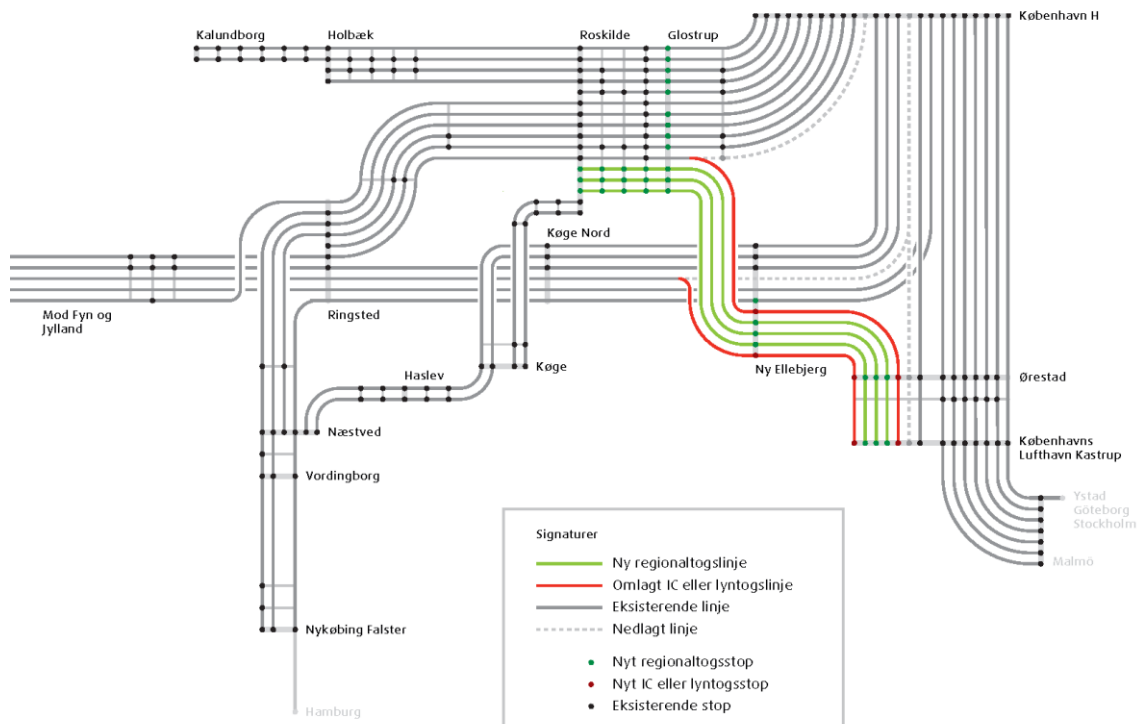 Kalundborg
Holbæk
Roskilde
Glostrup
København H
Køge Nord
Mod Fyn og
Jylland
Ringsted
Haslev
Køge
Ny Ellebjerg
Ørestad
Næstved
Københavns
Lufthavn Kastrup
Vordingborg
Ystad
Göteborg
Stockholm
Malmö
Nykøbing Falster
Hamburg
Signaturer
Ny regionaltogslinje
Omlagt IC eller lyntogslinje
Eksisterende linje
Nedlagt linje
Nyt regionaltogsstop
Nyt IC eller lyntogsstop
Eksisterende stop